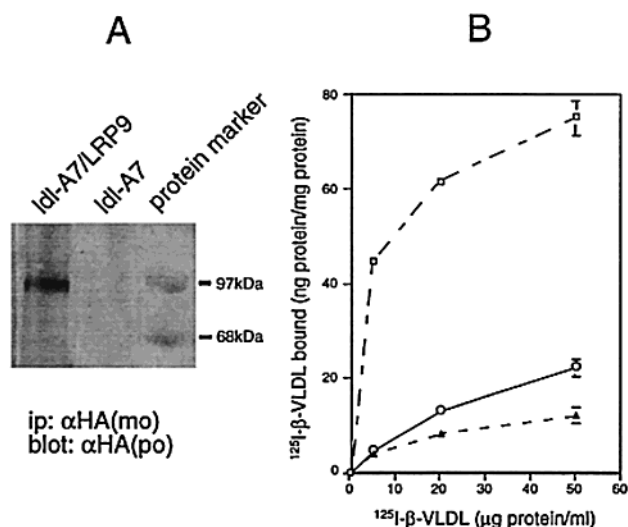 A
ldl-A7/LRP9
ldl-A7
protein marker
97kDa
68kDa
ip: αHA(mo)
blot: αHA(po)
B
¹²⁵I-β-VLDL bound (ng protein/mg protein)
80
60
40
20
0
0 10 20 30 40 50 60
¹²⁵I-β-VLDL (μg protein/ml)